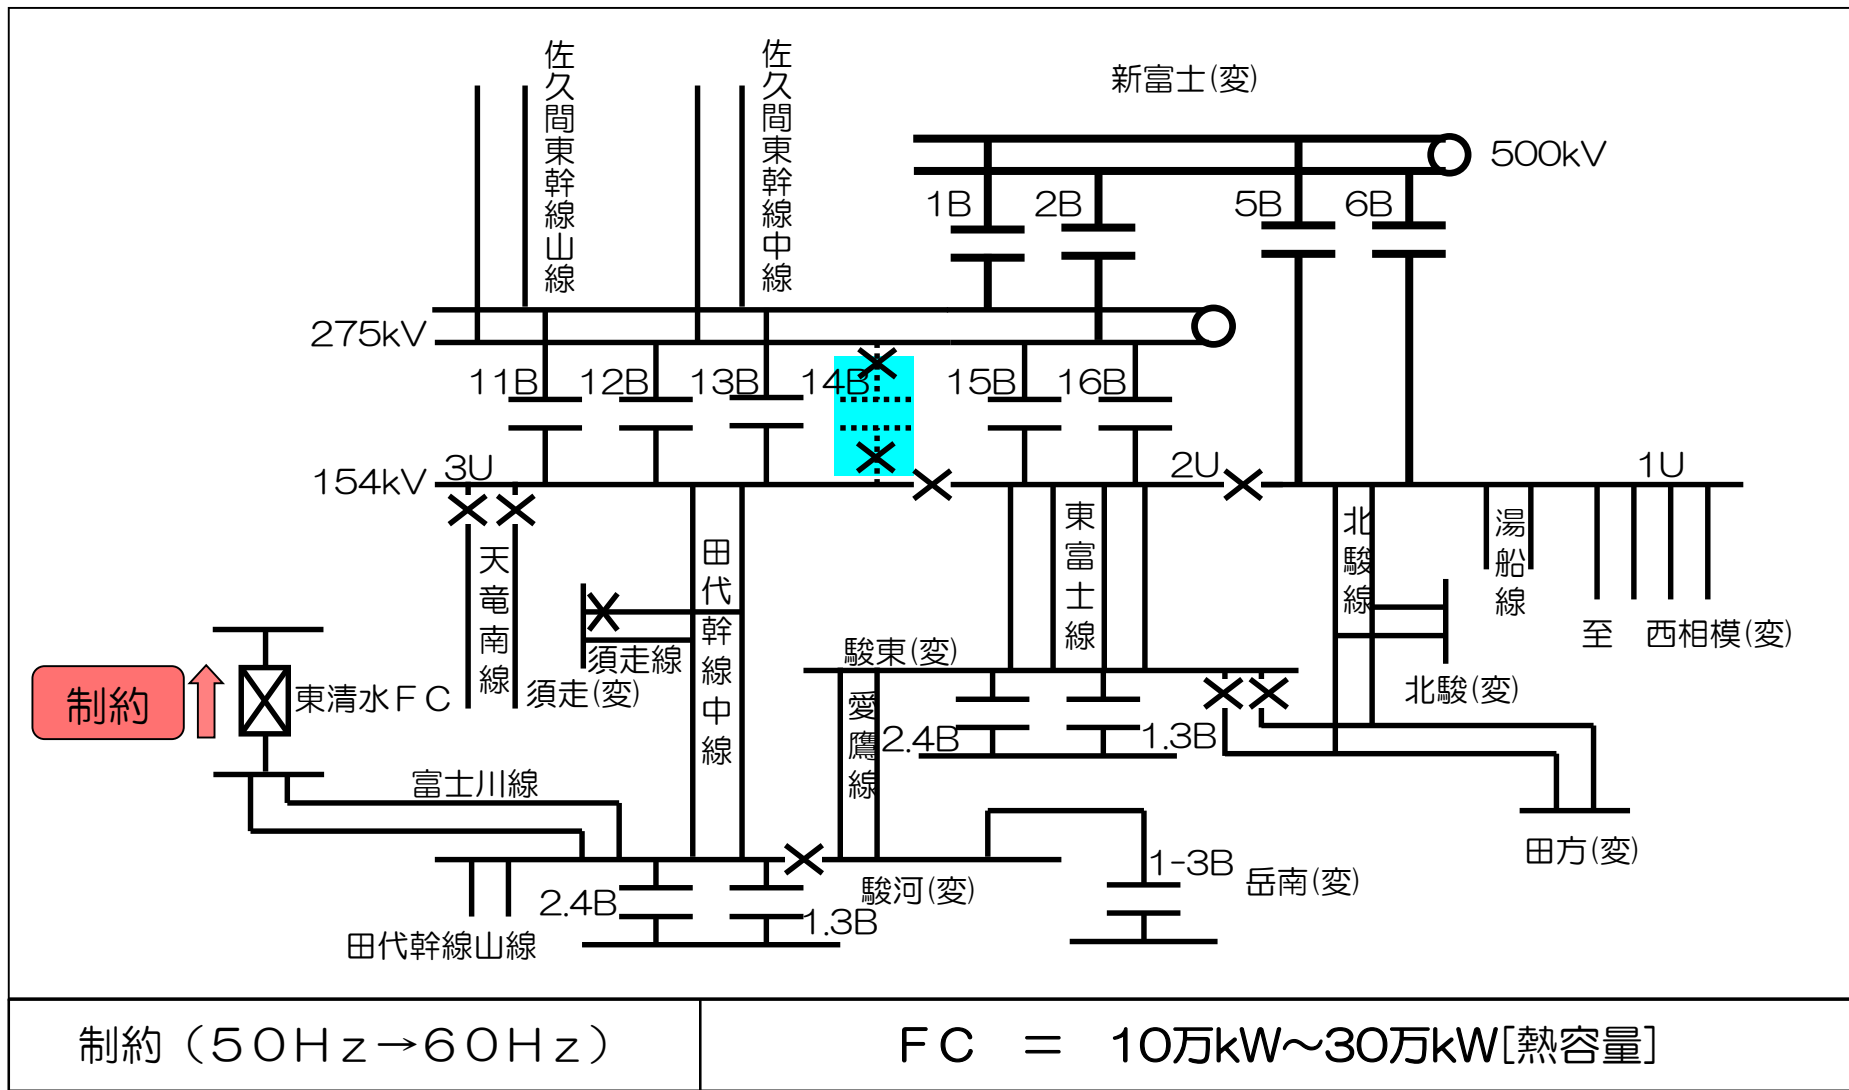 佐久間東幹線山線
佐久間東幹線中線
新富士(変)
500kV
1B
2B
5B
6B
275kV
11B
12B
13B
14B
15B
16B
154kV
3U
2U
1U
天竜南線
田代幹線中線
東富士線
北駿線
湯船線
至 西相模(変)
須走線
須走(変)
駿東(変)
北駿(変)
制約
東清水FC
愛鷹線
2.4B
1.3B
富士川線
田方(変)
1-3B
岳南(変)
駿河(変)
2.4B
1.3B
田代幹線山線
制約(50Hz→60Hz)
FC = 10万kW～30万kW[熱容量]